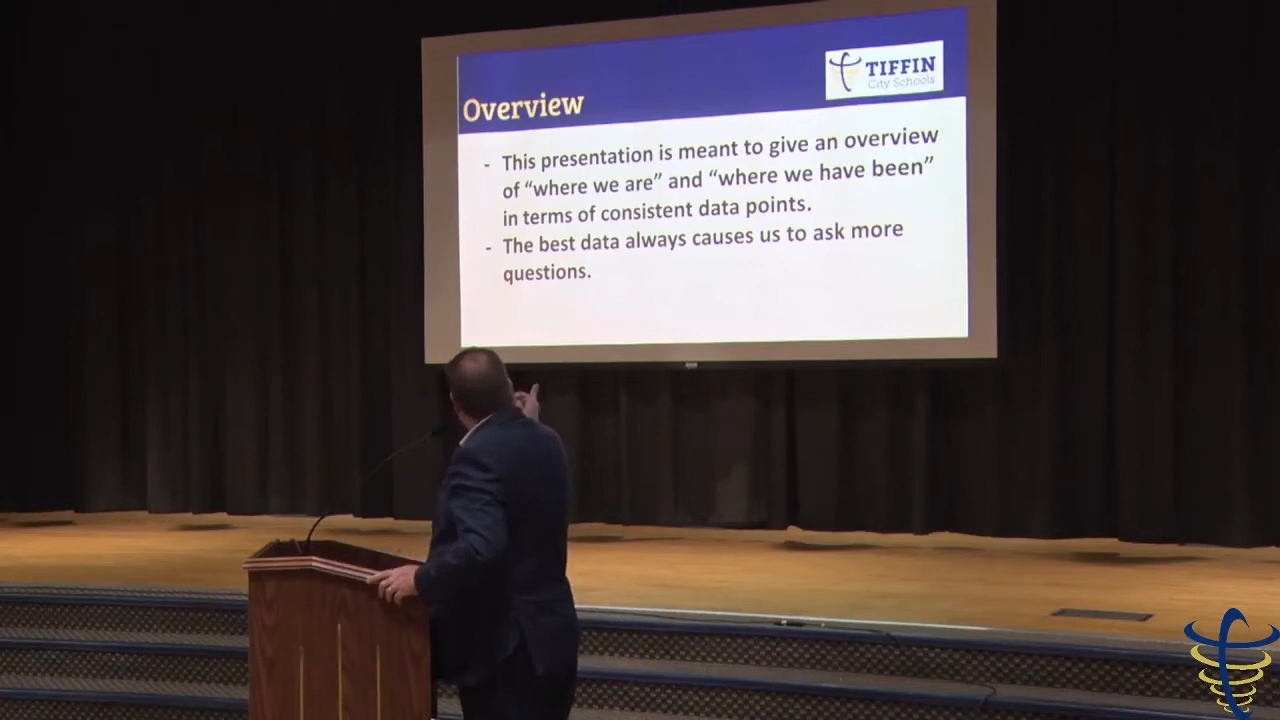 TIFFIN
City Schools
Overview
- This presentation is meant to give an overview
of “where we are” and “where we have been”
in terms of consistent data points.
- The best data always causes us to ask more
questions.